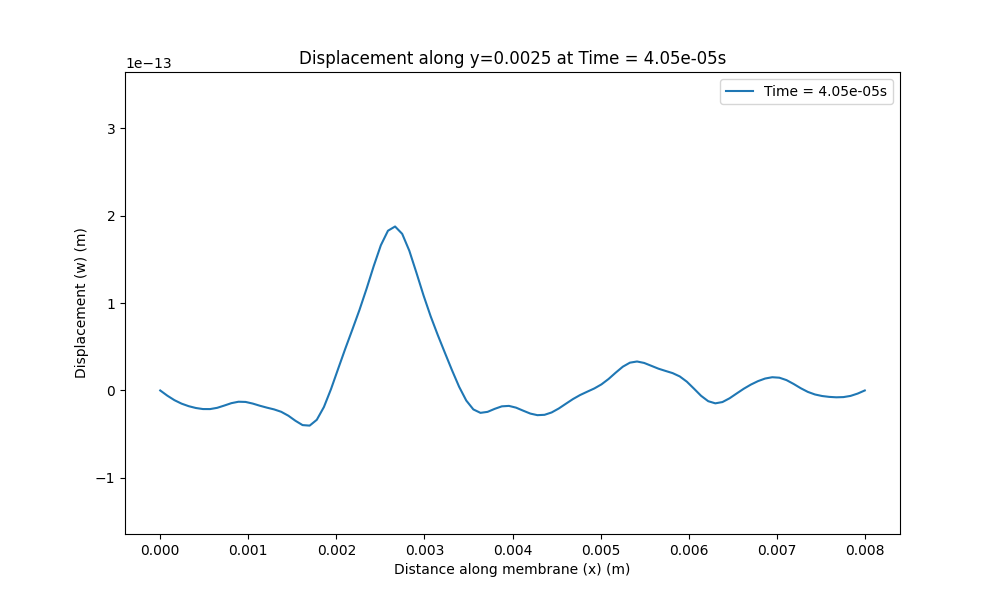 Displacement along y=0.0025 at Time = 4.05e-05s
1e−13
Time = 4.05e-05s
3
2
1
0
−1
Displacement (w) (m)
0.000 0.001 0.002 0.003 0.004 0.005 0.006 0.007 0.008
Distance along membrane (x) (m)